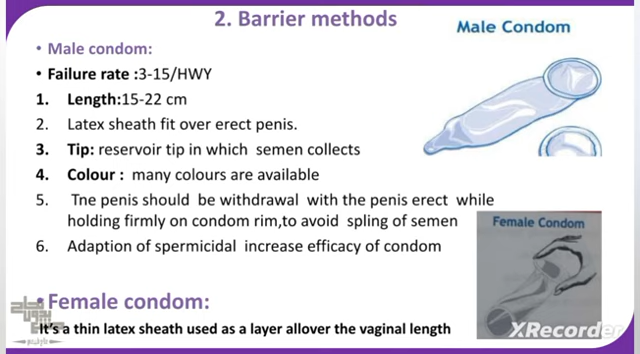 2. Barrier methods
Male Condom
• Male condom:
• Failure rate :3-15/HWY
1. Length:15-22 cm
2. Latex sheath fit over erect penis.
3. Tip: reservoir tip in which semen collects
4. Colour : many colours are available
5. Tne penis should be withdrawal with the penis erect while
holding firmly on condom rim,to avoid spling of semen
6. Adaption of spermicidal increase efficacy of condom
Female Condom
• Female condom:
It's a thin latex sheath used as a layer allover the vaginal length
XRecorder